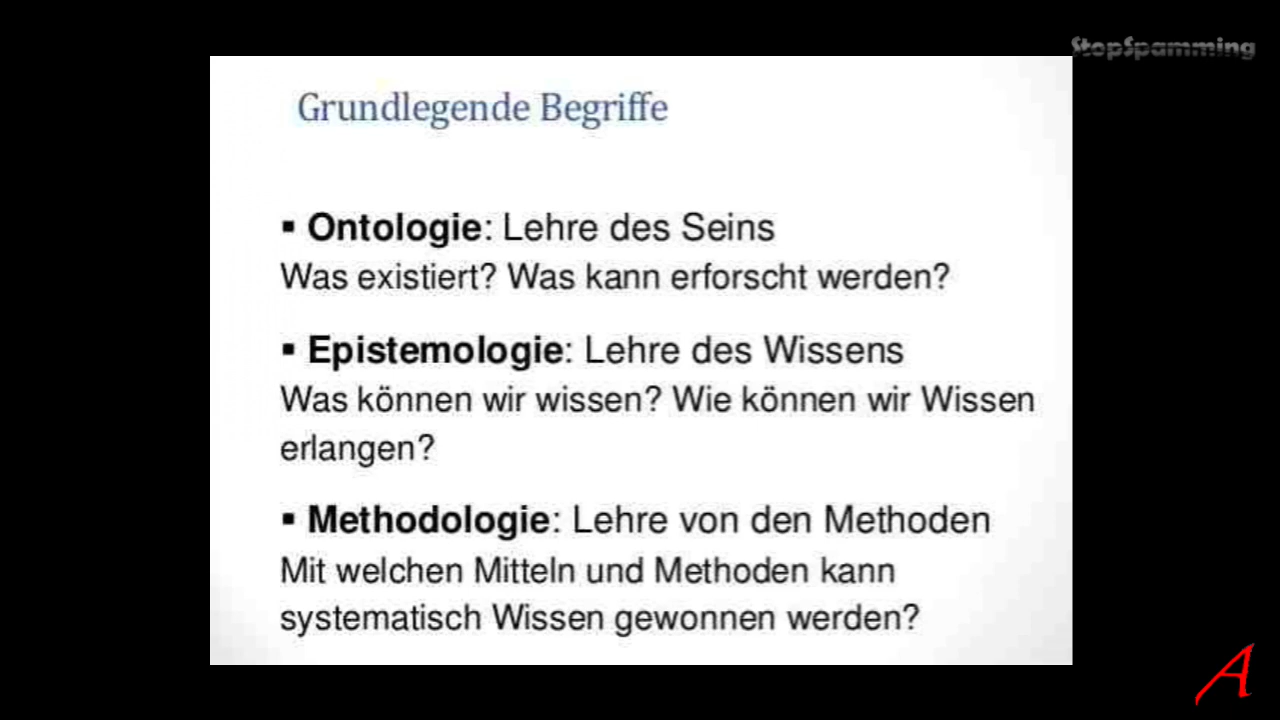 StopSpamming
Grundlegende Begriffe
▪ Ontologie: Lehre des Seins
Was existiert? Was kann erforscht werden?
▪ Epistemologie: Lehre des Wissens
Was können wir wissen? Wie können wir Wissen
erlangen?
▪ Methodologie: Lehre von den Methoden
Mit welchen Mitteln und Methoden kann
systematisch Wissen gewonnen werden?
A